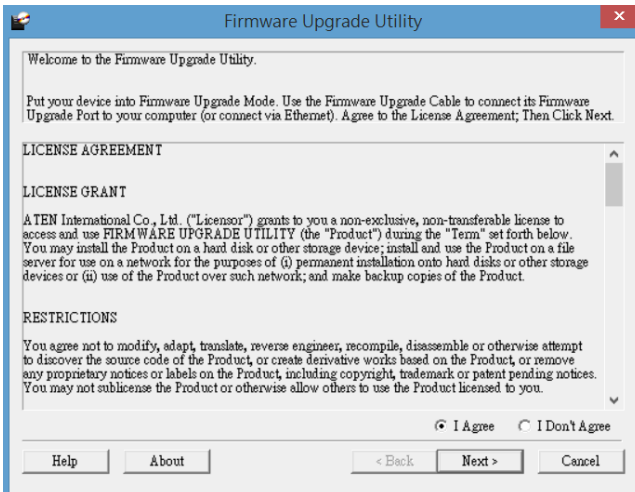 Firmware Upgrade Utility
Welcome to the Firmware Upgrade Utility.
Put your device into Firmware Upgrade Mode. Use the Firmware Upgrade Cable to connect its Firmware
Upgrade Port to your computer (or connect via Ethernet). Agree to the License Agreement; Then Click Next.
LICENSE AGREEMENT
LICENSE GRANT
ATEN International Co., Ltd. ("Licensor") grants to you a non-exclusive, non-transferable license to
access and use FIRMWARE UPGRADE UTILITY (the "Product") during the "Term" set forth below.
You may install the Product on a hard disk or other storage device; install and use the Product on a file
server for use on a network for the purposes of (i) permanent installation onto hard disks or other storage
devices or (ii) use of the Product over such network; and make backup copies of the Product.
RESTRICTIONS
You agree not to modify, adapt, translate, reverse engineer, recompile, disassemble or otherwise attempt
to discover the source code of the Product, or create derivative works based on the Product, or remove
any proprietary notices or labels on the Product, including copyright, trademark or patent pending notices.
You may not sublicense the Product or otherwise allow others to use the Product licensed to you.
I Agree I Don't Agree
Help About < Back Next > Cancel